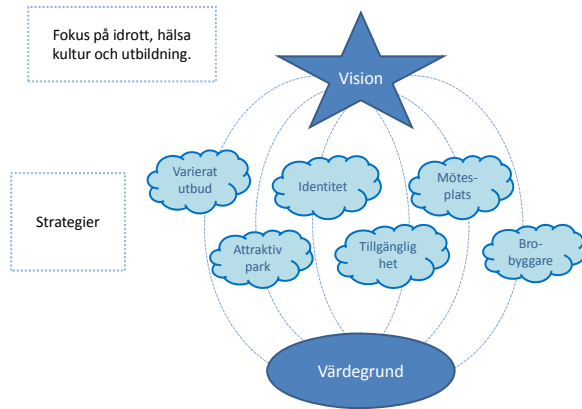 Fokus på idrott, hälsa
kultur och utbildning.
Vision
Varierat
utbud
Identitet
Mötes-
plats
Strategier
Attraktiv
park
Tillgänglig
het
Bro-
byggare
Värdegrund